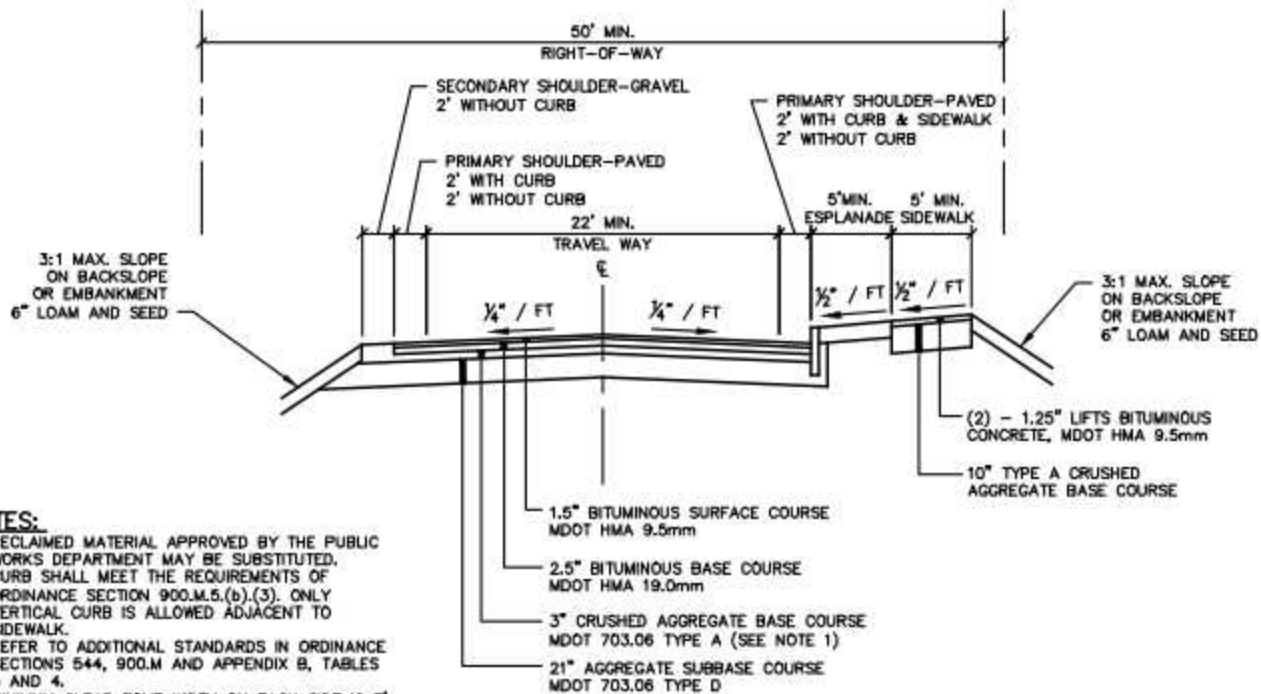 50' MIN.
RIGHT-OF-WAY
SECONDARY SHOULDER-GRAVEL
2' WITHOUT CURB
PRIMARY SHOULDER-PAVED
2' WITH CURB & SIDEWALK
2' WITHOUT CURB
PRIMARY SHOULDER-PAVED
2' WITH CURB
2' WITHOUT CURB
5'MIN.
ESPLANADE
5' MIN.
SIDEWALK
22' MIN.
TRAVEL WAY
℄
3:1 MAX. SLOPE
ON BACKSLOPE
OR EMBANKMENT
6" LOAM AND SEED
¼" / FT
¼" / FT
½" / FT
½" / FT
3:1 MAX. SLOPE
ON BACKSLOPE
OR EMBANKMENT
6" LOAM AND SEED
(2) - 1.25" LIFTS BITUMINOUS
CONCRETE, MDOT HMA 9.5mm
10" TYPE A CRUSHED
AGGREGATE BASE COURSE
1.5" BITUMINOUS SURFACE COURSE
MDOT HMA 9.5mm
2.5" BITUMINOUS BASE COURSE
MDOT HMA 19.0mm
3" CRUSHED AGGREGATE BASE COURSE
MDOT 703.06 TYPE A (SEE NOTE 1)
21" AGGREGATE SUBBASE COURSE
MDOT 703.06 TYPE D
TES:
ECLAIMED MATERIAL APPROVED BY THE PUBLIC
ORKS DEPARTMENT MAY BE SUBSTITUTED.
URB SHALL MEET THE REQUIREMENTS OF
RDINANCE SECTION 900.M.5.(b).(3). ONLY
ERTICAL CURB IS ALLOWED ADJACENT TO
IDEWALK.
EFER TO ADDITIONAL STANDARDS IN ORDINANCE
ECTIONS 544, 900.M AND APPENDIX B, TABLES
AND 4.